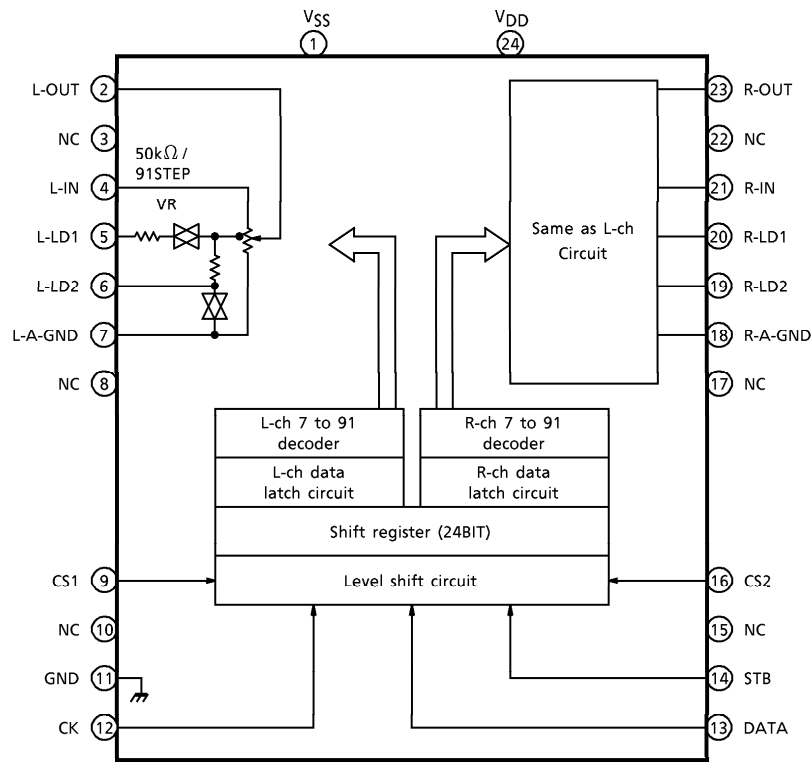 VSS VDD
1 24
L-OUT 2 23 R-OUT
NC 3 22 NC
50kΩ /
91STEP
L-IN 4 21 R-IN
VR
L-LD1 5 20 R-LD1
Same as L-ch
Circuit
L-LD2 6 19 R-LD2
L-A-GND 7 18 R-A-GND
NC 8 17 NC
L-ch 7 to 91
decoder
R-ch 7 to 91
decoder
L-ch data
latch circuit
R-ch data
latch circuit
Shift register (24BIT)
Level shift circuit
CS1 9 16 CS2
NC 10 15 NC
GND 11 14 STB
CK 12 13 DATA